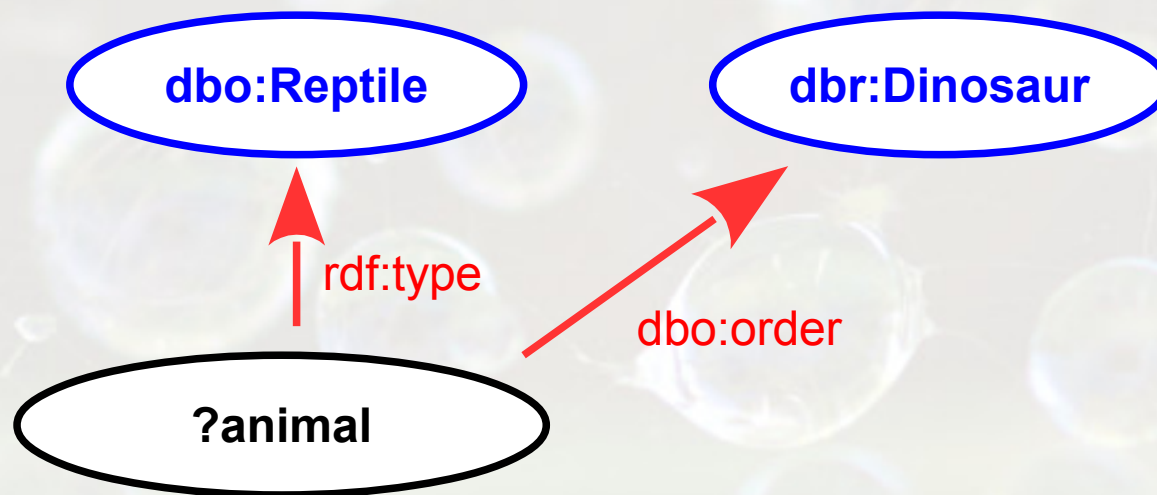 dbo:Reptile
dbr:Dinosaur
rdf:type
dbo:order
?animal